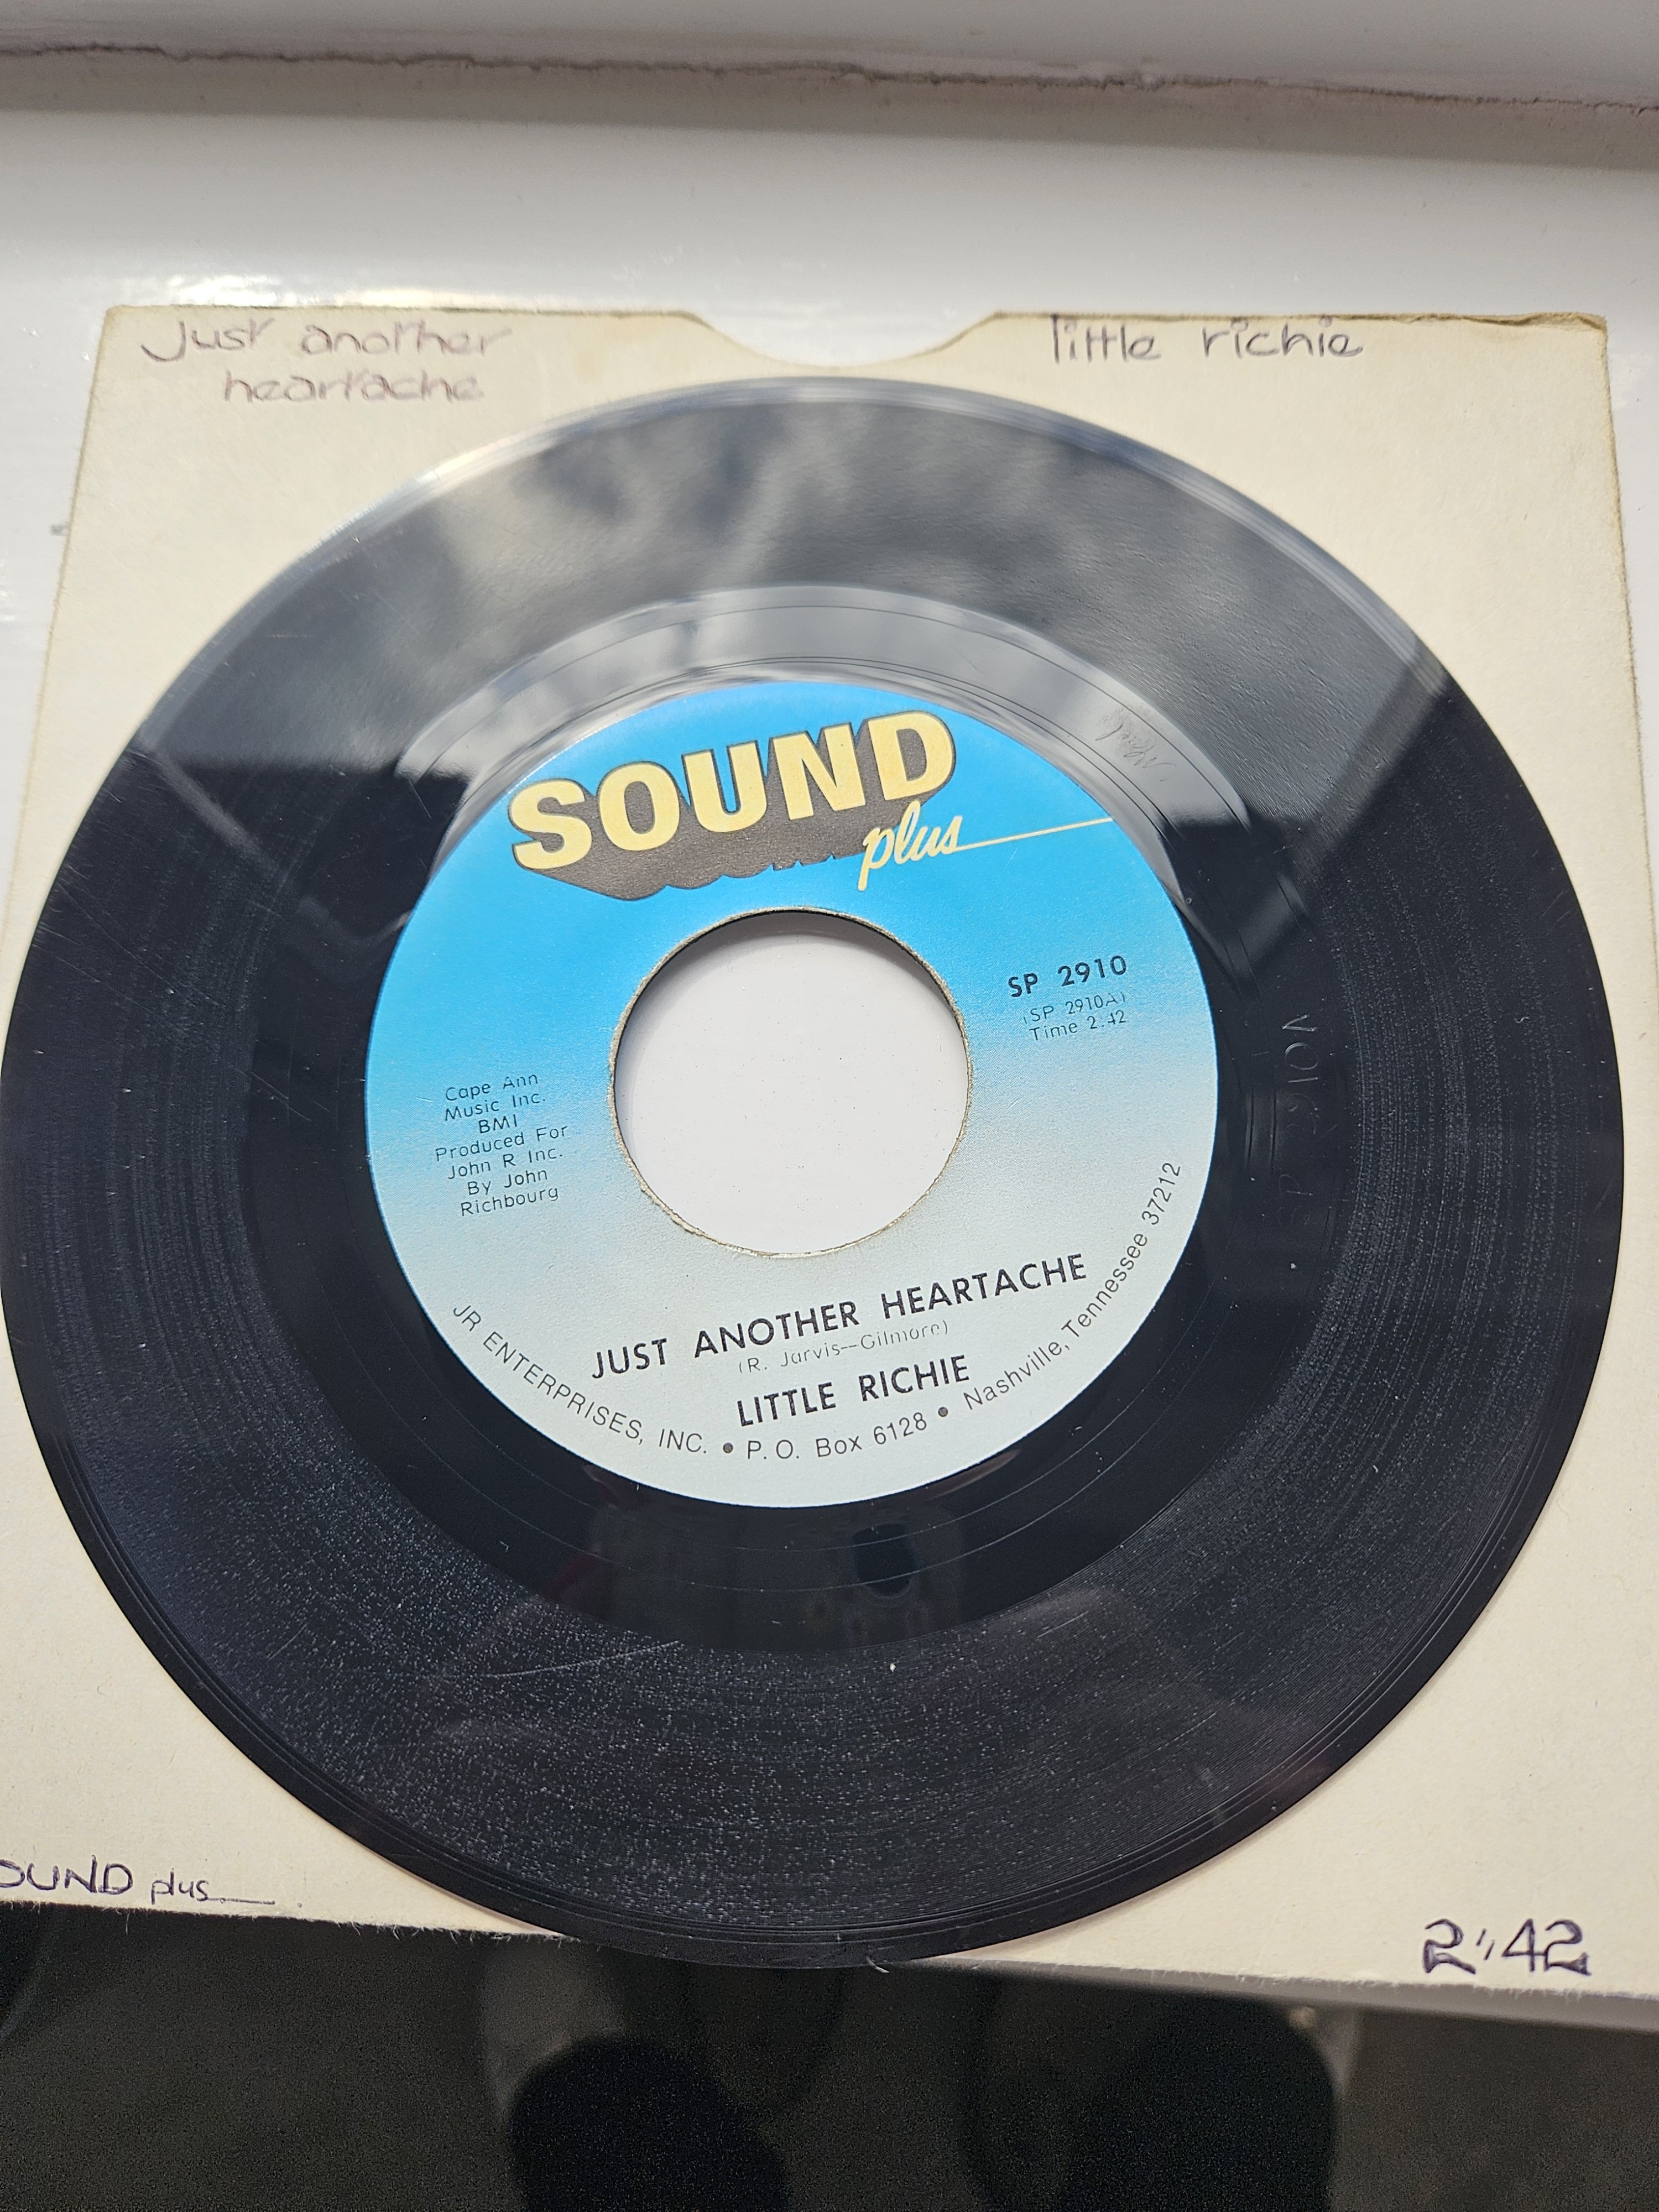 Just another
heartache
little richie
SOUND
plus
SP 2910
(SP 2910A)
Time 2:42
Cape Ann
Music Inc.
BMI
Produced For
John R Inc.
By John
Richbourg
JUST ANOTHER HEARTACHE
(R. Jarvis—Gilmore)
LITTLE RICHIE
JR ENTERPRISES, INC. • P. O. Box 6128 • Nashville, Tennessee 37212
OUND plus
2",42